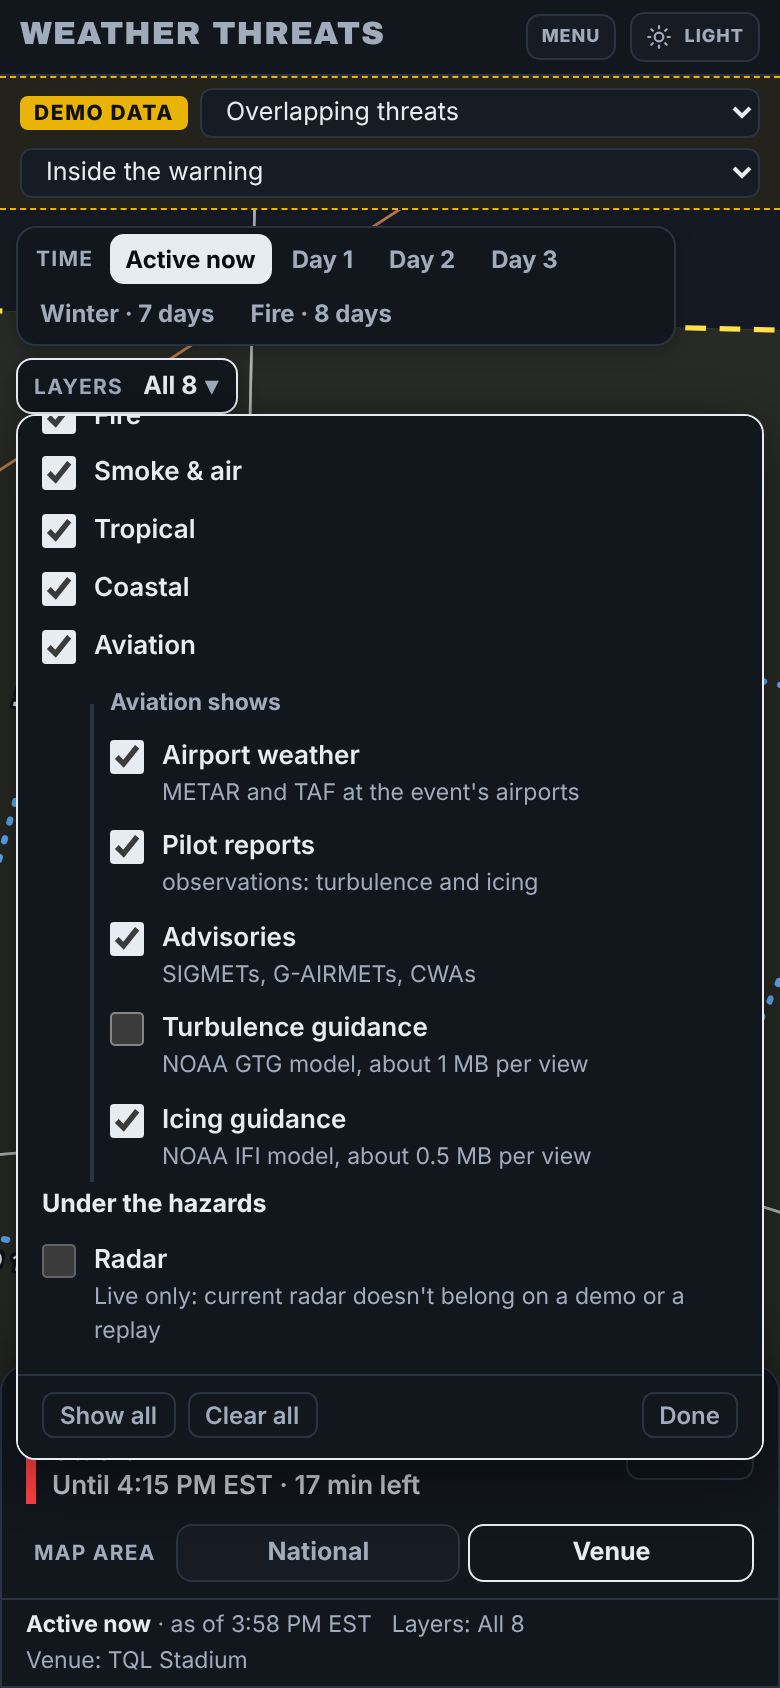 WEATHER THREATS
MENU
LIGHT
DEMO DATA
Overlapping threats
Inside the warning
TIME
Active now
Day 1
Day 2
Day 3
Winter · 7 days
Fire · 8 days
LAYERS All 8 ▾
Fire
Smoke & air
Tropical
Coastal
Aviation
Aviation shows
Airport weather
METAR and TAF at the event's airports
Pilot reports
observations: turbulence and icing
Advisories
SIGMETs, G-AIRMETs, CWAs
Turbulence guidance
NOAA GTG model, about 1 MB per view
Icing guidance
NOAA IFI model, about 0.5 MB per view
Under the hazards
Radar
Live only: current radar doesn't belong on a demo or a
replay
Show all
Clear all
Done
Until 4:15 PM EST · 17 min left
MAP AREA
National
Venue
Active now · as of 3:58 PM EST Layers: All 8
Venue: TQL Stadium